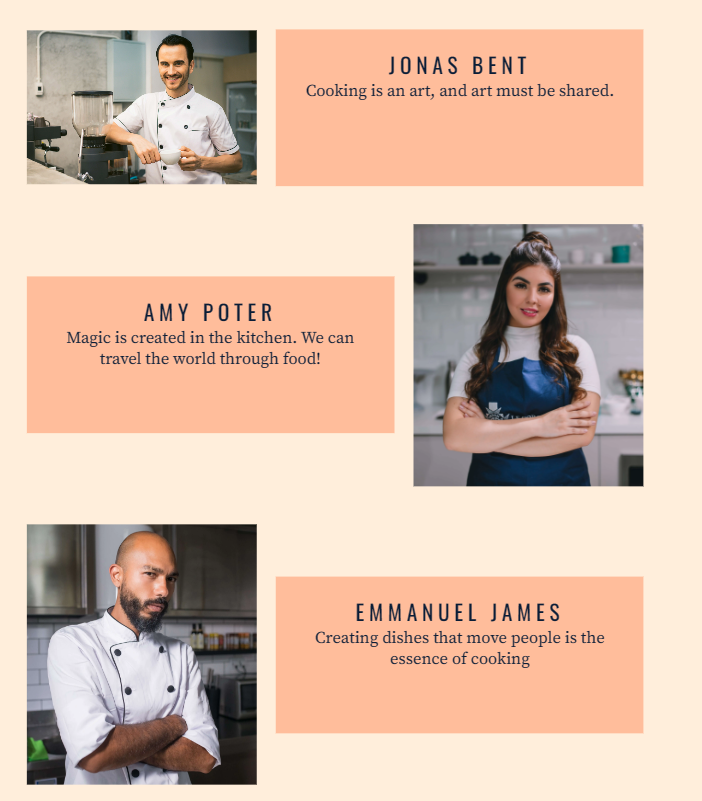 JONAS BENT
Cooking is an art, and art must be shared.
AMY POTER
Magic is created in the kitchen. We can
travel the world through food!
EMMANUEL JAMES
Creating dishes that move people is the
essence of cooking